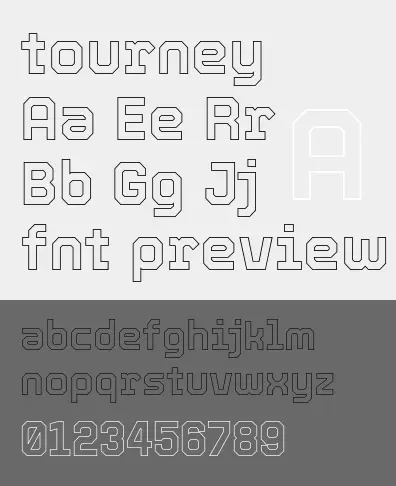 tourney
Aa Ee Rr
A
Bb Gg Jj
fnt preview
abcdefghijklm
nopqrstuvwxyz
0123456789